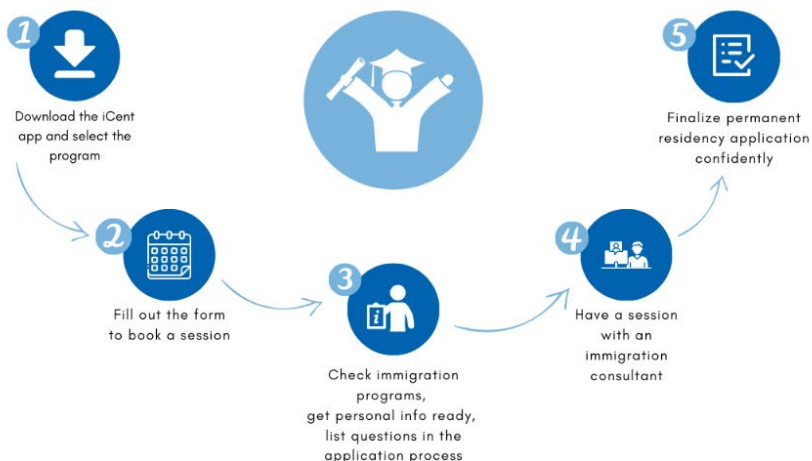 1
Download the iCent
app and select the
program
2
Fill out the form
to book a session
3
i
Check immigration
programs,
get personal info ready,
list questions in the
application process
4
Have a session
with an
immigration
consultant
5
Finalize permanent
residency application
confidently